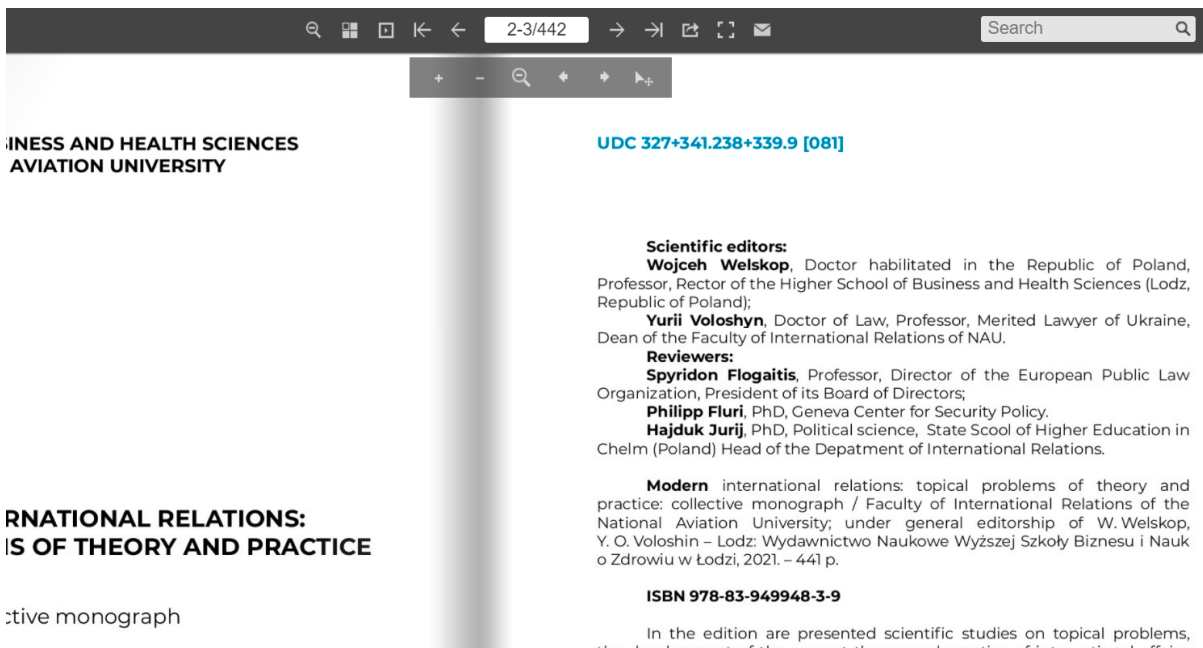 2-3/442
Search
INESS AND HEALTH SCIENCES
AVIATION UNIVERSITY
RNATIONAL RELATIONS:
S OF THEORY AND PRACTICE
ctive monograph
UDC 327+341.238+339.9 [081]
Scientific editors:
Wojceh Welskop, Doctor habilitated in the Republic of Poland,
Professor, Rector of the Higher School of Business and Health Sciences (Lodz,
Republic of Poland);
Yurii Voloshyn, Doctor of Law, Professor, Merited Lawyer of Ukraine,
Dean of the Faculty of International Relations of NAU.
Reviewers:
Spyridon Flogaitis, Professor, Director of the European Public Law
Organization, President of its Board of Directors;
Philipp Fluri, PhD, Geneva Center for Security Policy.
Hajduk Jurij, PhD, Political science, State Scool of Higher Education in
Chelm (Poland) Head of the Depatment of International Relations.
Modern international relations: topical problems of theory and
practice: collective monograph / Faculty of International Relations of the
National Aviation University; under general editorship of W. Welskop,
Y. O. Voloshin – Lodz: Wydawnictwo Naukowe Wyższej Szkoły Biznesu i Nauk
o Zdrowiu w Łodzi, 2021. – 441 p.
ISBN 978-83-949948-3-9
In the edition are presented scientific studies on topical problems,